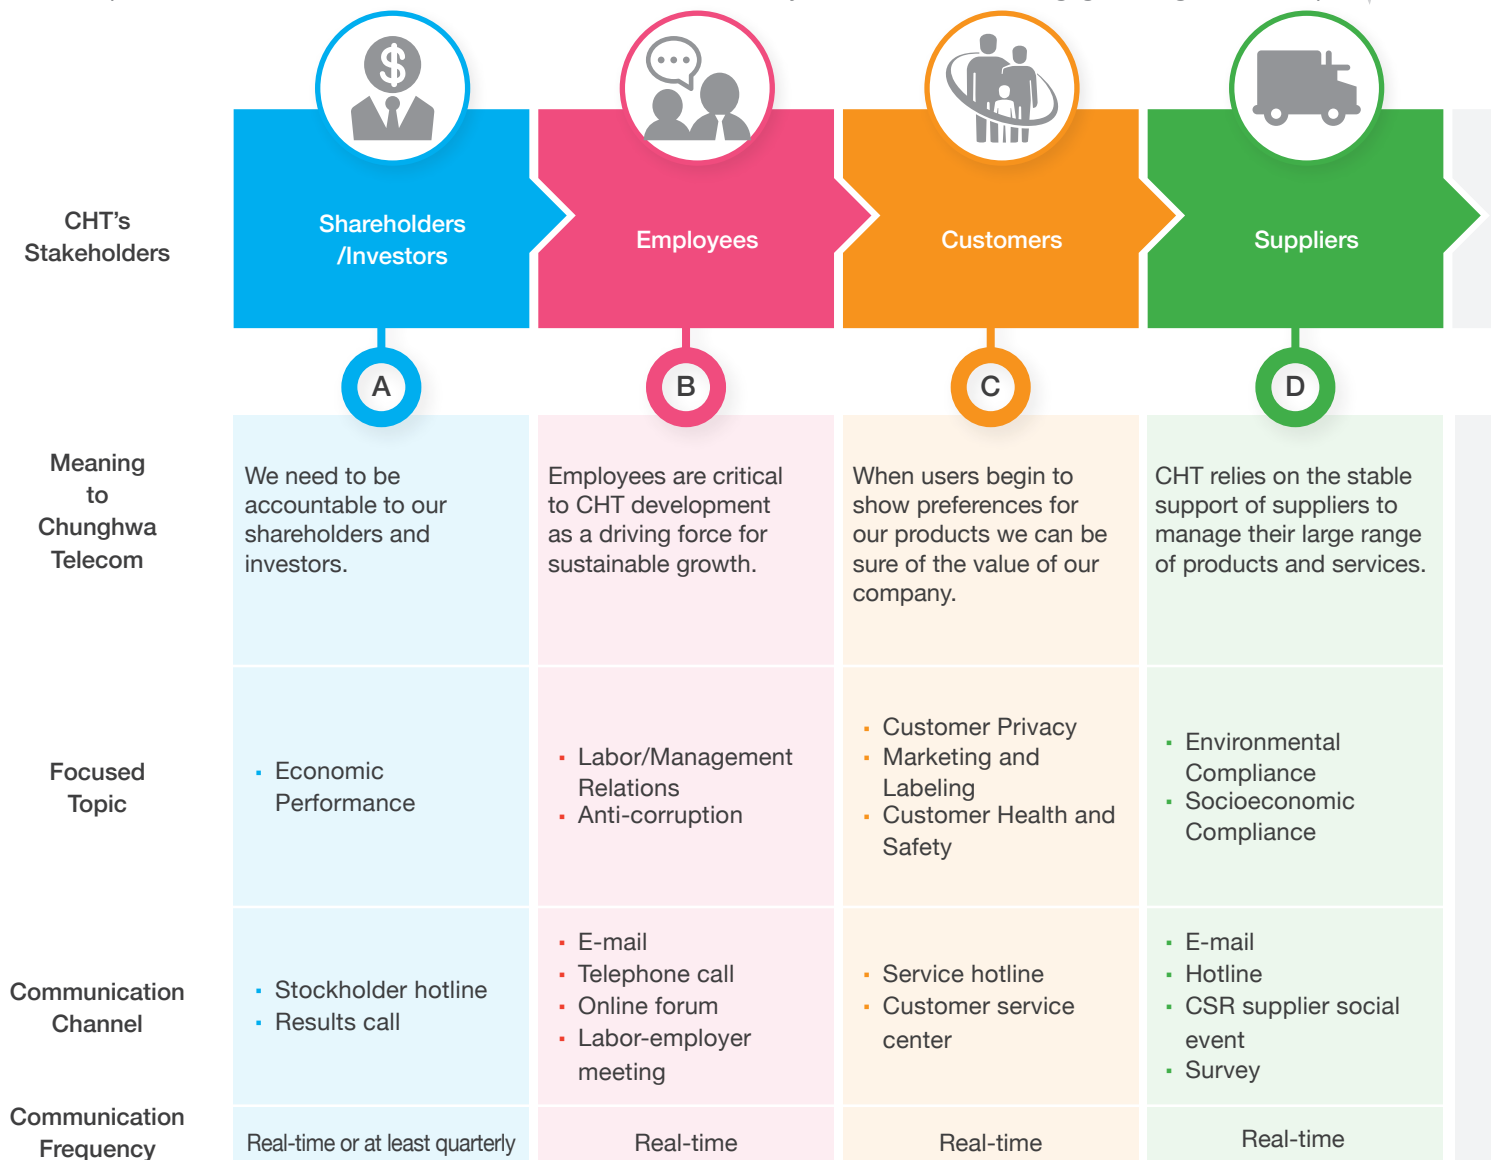 CHT's
Stakeholders
Shareholders
/Investors
Employees
Customers
Suppliers
A
B
C
D
Meaning
to
Chunghwa
Telecom
We need to be
accountable to our
shareholders and
investors.
Employees are critical
to CHT development
as a driving force for
sustainable growth.
When users begin to
show preferences for
our products we can be
sure of the value of our
company.
CHT relies on the stable
support of suppliers to
manage their large range
of products and services.
Focused
Topic
▪ Economic
Performance
▪ Labor/Management
Relations
▪ Anti-corruption
▪ Customer Privacy
▪ Marketing and
Labeling
▪ Customer Health and
Safety
▪ Environmental
Compliance
▪ Socioeconomic
Compliance
Communication
Channel
▪ Stockholder hotline
▪ Results call
▪ E-mail
▪ Telephone call
▪ Online forum
▪ Labor-employer
meeting
▪ Service hotline
▪ Customer service
center
▪ E-mail
▪ Hotline
▪ CSR supplier social
event
▪ Survey
Communication
Frequency
Real-time or at least quarterly
Real-time
Real-time
Real-time